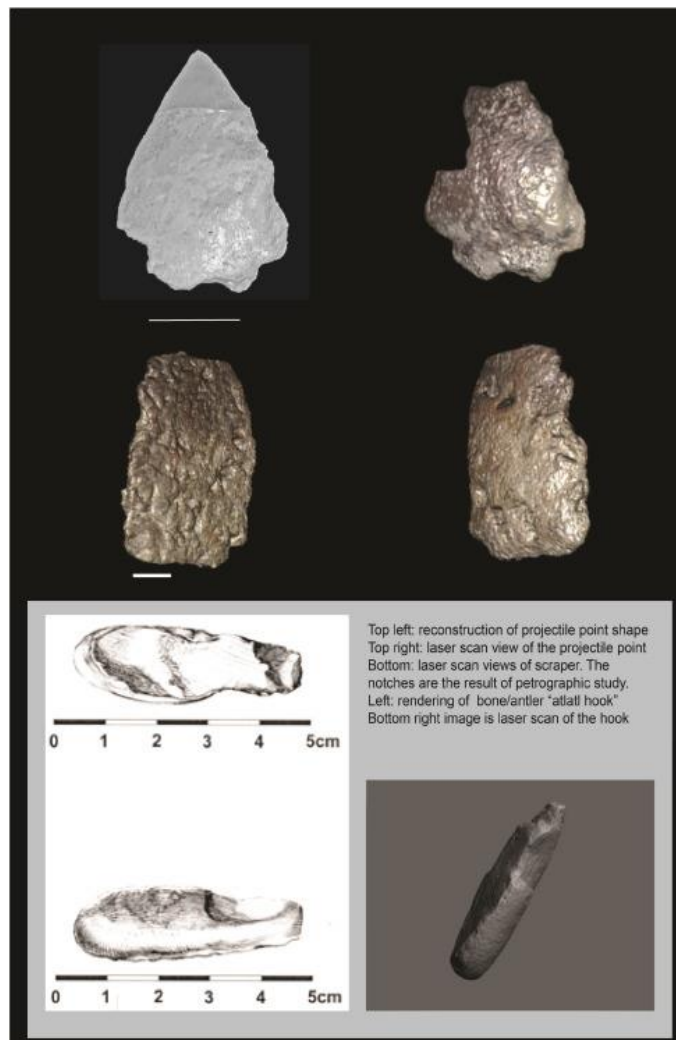 Top left: reconstruction of projectile point shape
Top right: laser scan view of the projectile point
Bottom: laser scan views of scraper. The
notches are the result of petrographic study.
Left: rendering of bone/antler “atlatl hook”
Bottom right image is laser scan of the hook
0 1 2 3 4 5cm
0 1 2 3 4 5cm